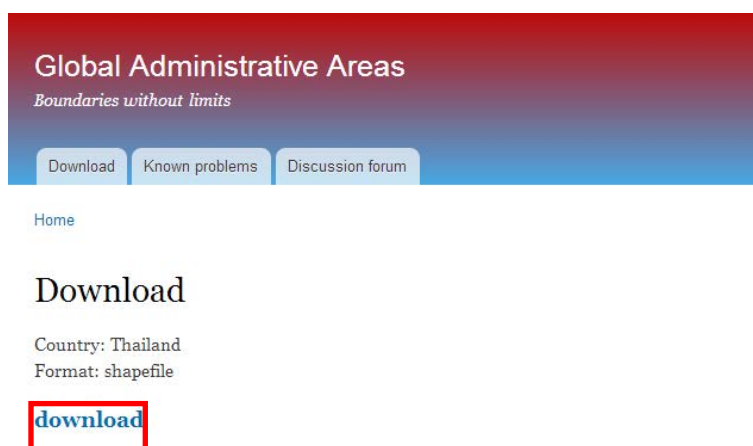 Global Administrative Areas
Boundaries without limits
Download Known problems Discussion forum
Home
Download
Country: Thailand
Format: shapefile
download